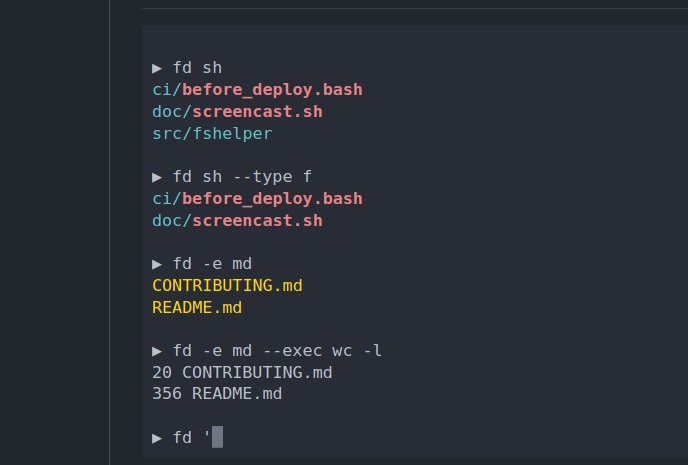 ▶ fd sh
ci/before_deploy.bash
doc/screencast.sh
src/fshelper
▶ fd sh --type f
ci/before_deploy.bash
doc/screencast.sh
▶ fd -e md
CONTRIBUTING.md
README.md
▶ fd -e md --exec wc -l
20 CONTRIBUTING.md
356 README.md
▶ fd '